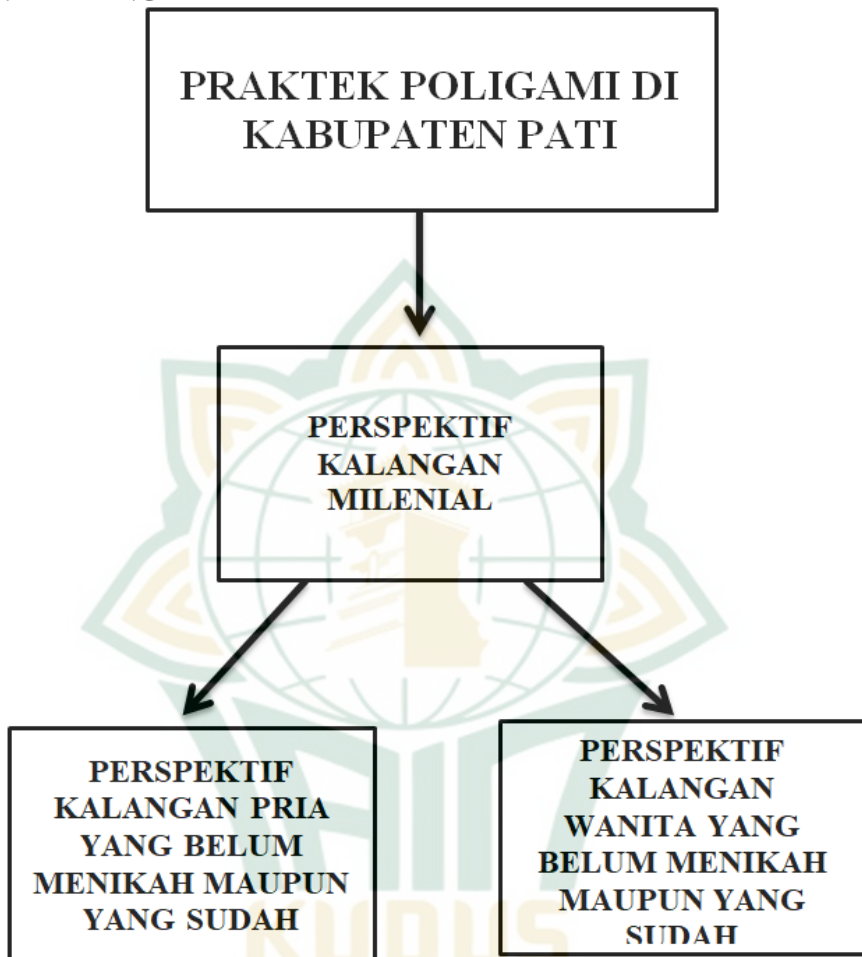 PRAKTEK POLIGAMI DI
KABUPATEN PATI
PERSPEKTIF
KALANGAN
MILENIAL
PERSPEKTIF
KALANGAN PRIA
YANG BELUM
MENIKAH MAUPUN
YANG SUDAH
PERSPEKTIF
KALANGAN
WANITA YANG
BELUM MENIKAH
MAUPUN YANG
SUDAH
KUDUS